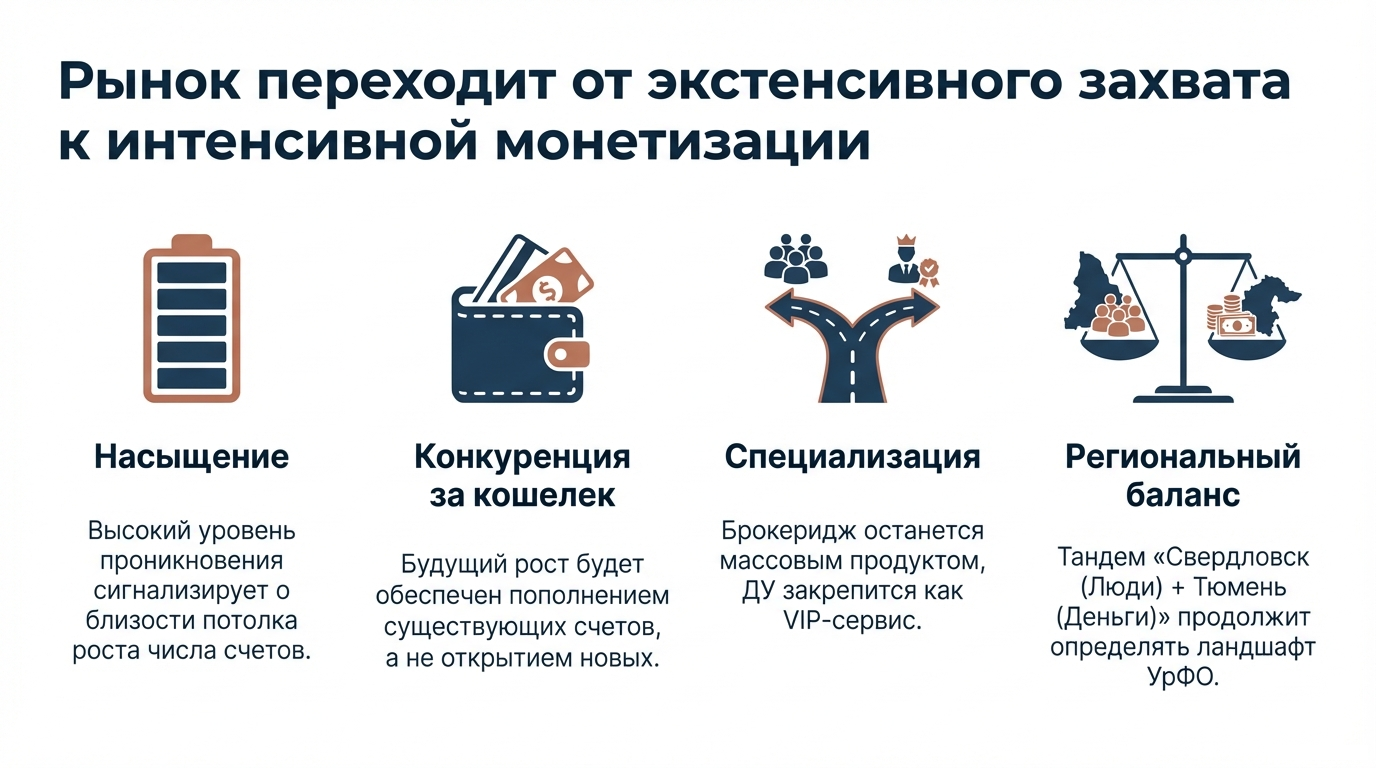 Рынок переходит от экстенсивного захвата
к интенсивной монетизации
Насыщение
Высокий уровень
проникновения
сигнализирует о
близости потолка
роста числа счетов.
Конкуренция
за кошелек
Будущий рост будет
обеспечен пополнением
существующих счетов,
а не открытием новых.
Специализация
Брокеридж останется
массовым продуктом,
ДУ закрепится как
VIP-сервис.
Региональный
баланс
Тандем «Свердловск
(Люди) + Тюмень
(Деньги)» продолжит
определять ландшафт
УрФО.